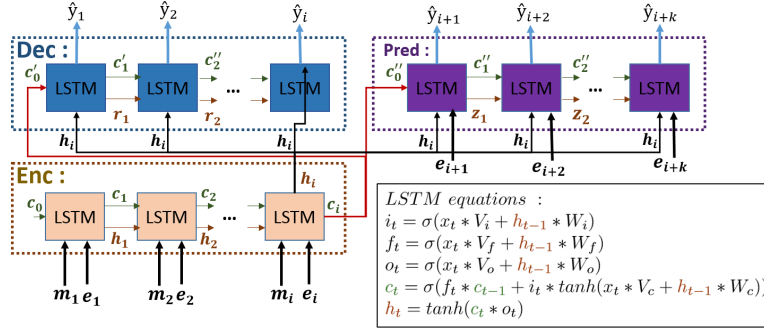 ŷ₁ ŷ₂ ŷᵢ ŷᵢ₊₁ ŷᵢ₊₂ ŷᵢ₊ₖ
Dec : Pred :
c′₀ LSTM c′₁ LSTM c″₂ ... LSTM c″₀ LSTM c″₁ LSTM c″₂ ... LSTM
r₁ r₂ z₁ z₂
hᵢ hᵢ hᵢ hᵢ hᵢ hᵢ
eᵢ₊₁ eᵢ₊₂ eᵢ₊ₖ
Enc : hᵢ
c₀ LSTM c₁ LSTM c₂ ... LSTM cᵢ
h₁ h₂
m₁ e₁ m₂ e₂ mᵢ eᵢ
LSTM equations :
iₜ = σ(xₜ * Vᵢ + hₜ₋₁ * Wᵢ)
fₜ = σ(xₜ * V_f + hₜ₋₁ * W_f)
oₜ = σ(xₜ * Vₒ + hₜ₋₁ * Wₒ)
cₜ = σ(fₜ * cₜ₋₁ + iₜ * tanh(xₜ * V_c + hₜ₋₁ * W_c))
hₜ = tanh(cₜ * oₜ)